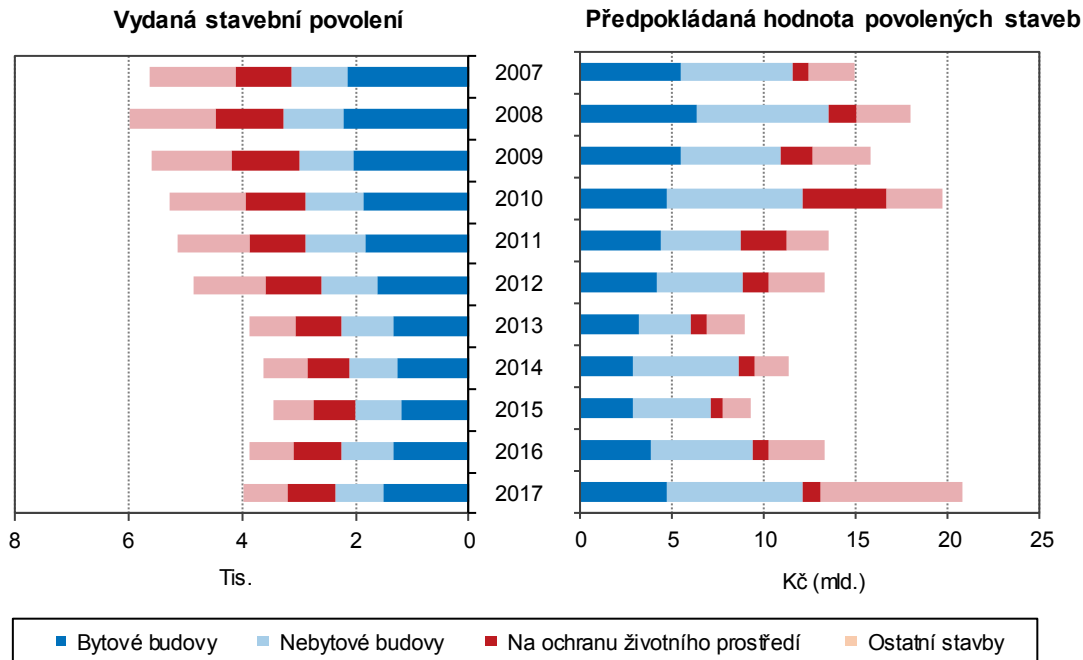 Vydaná stavební povolení
Předpokládaná hodnota povolených staveb
2007
2008
2009
2010
2011
2012
2013
2014
2015
2016
2017
8 6 4 2 0
0 5 10 15 20 25
Tis.
Kč (mld.)
Bytové budovy Nebytové budovy Na ochranu životního prostředí Ostatní stavby